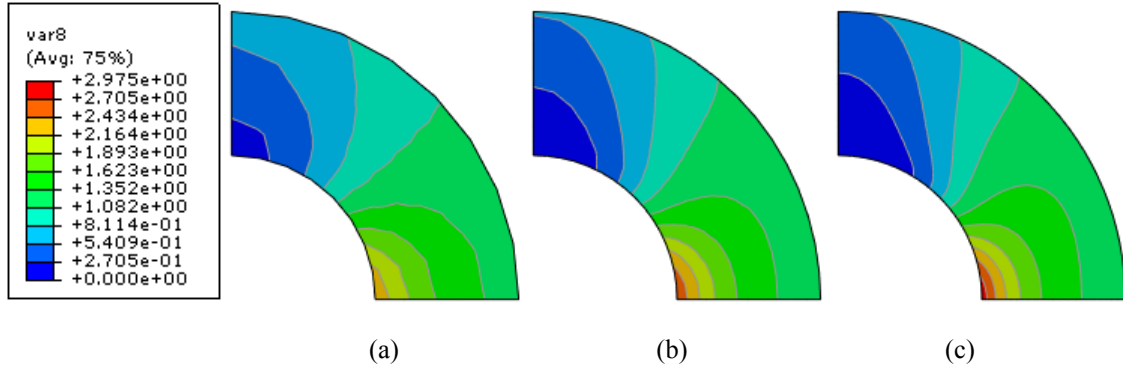 var8
(Avg: 75%)
+2.975e+00
+2.705e+00
+2.434e+00
+2.164e+00
+1.893e+00
+1.623e+00
+1.352e+00
+1.082e+00
+8.114e-01
+5.409e-01
+2.705e-01
+0.000e+00
(a)
(b)
(c)